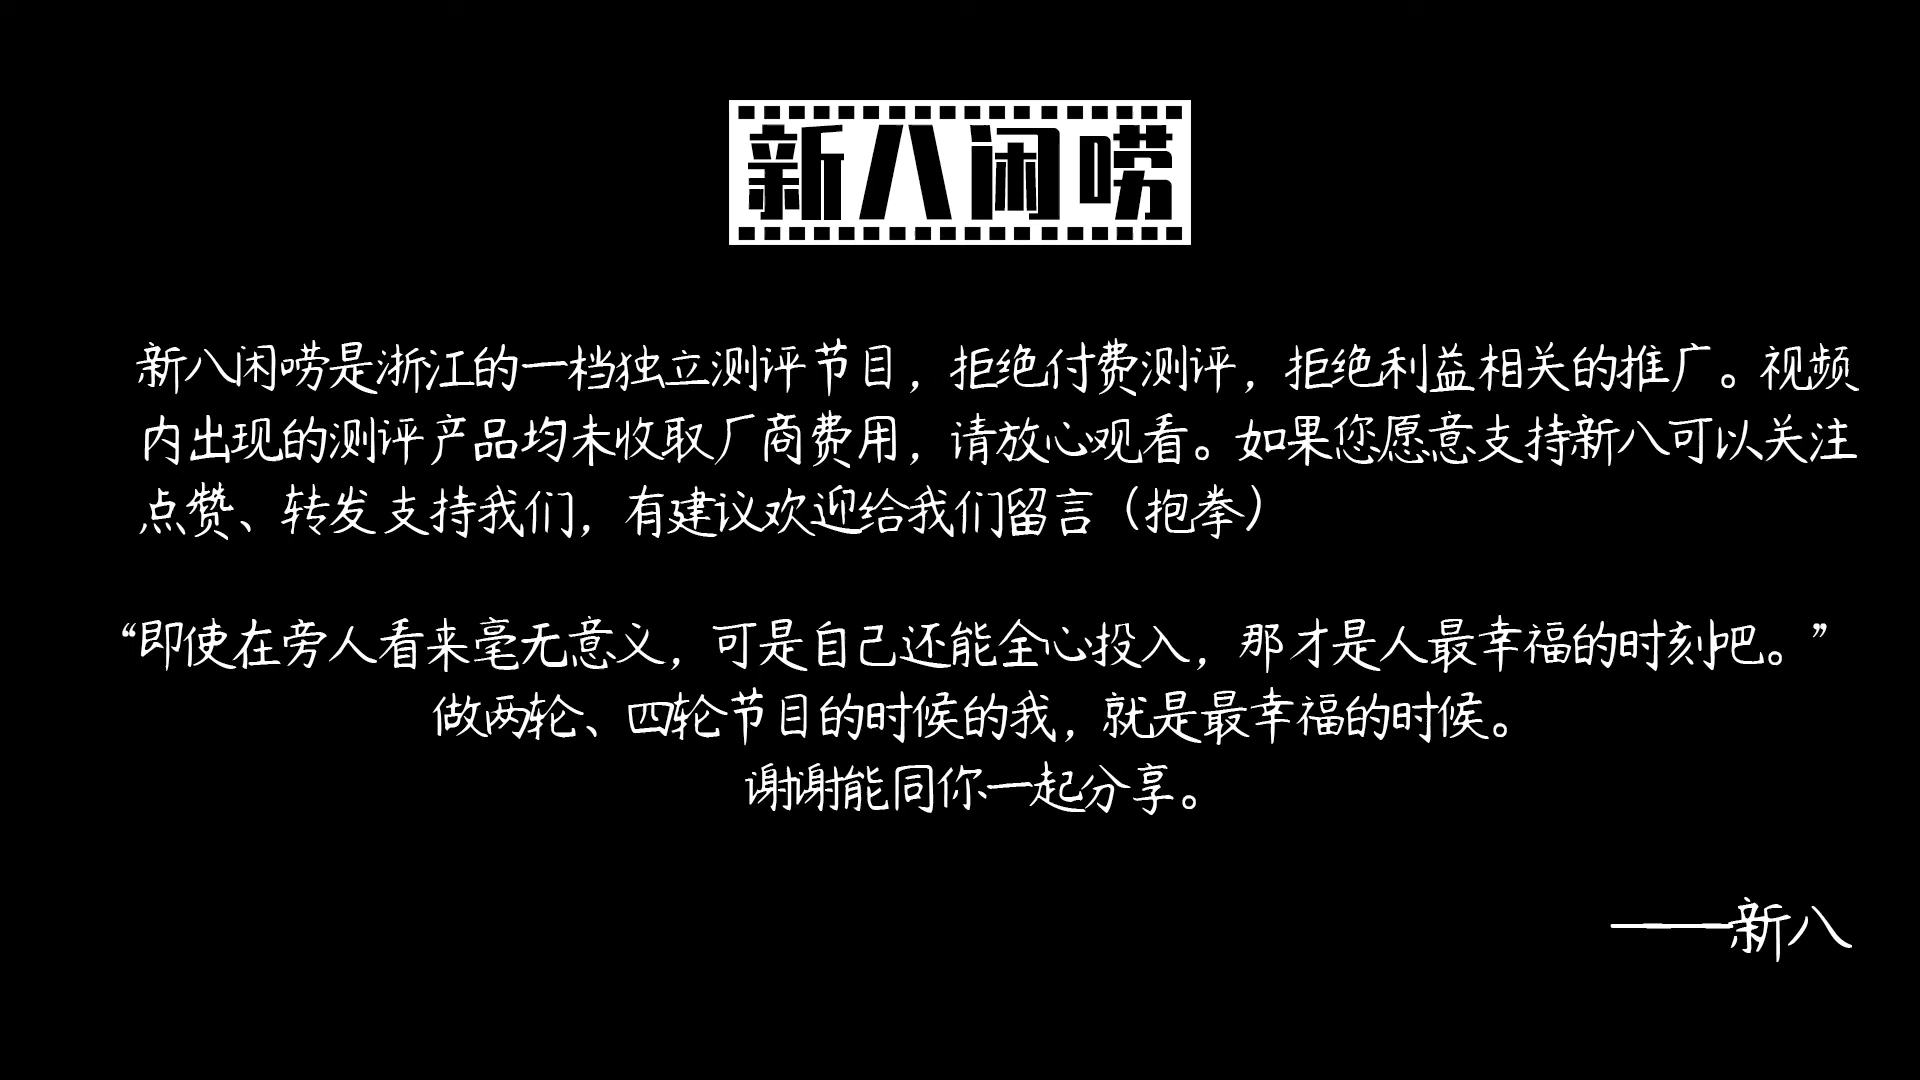 新八闲唠
新八闲唠是浙江的一档独立测评节目，拒绝付费测评，拒绝利益相关的推广。视频
内出现的测评产品均未收取厂商费用，请放心观看。如果您愿意支持新八可以关注
点赞、转发支持我们，有建议欢迎给我们留言（抱拳）
“即使在旁人看来毫无意义，可是自己还能全心投入，那才是人最幸福的时刻吧。”
做两轮、四轮节目的时候的我，就是最幸福的时候。
谢谢能同你一起分享。
——新八